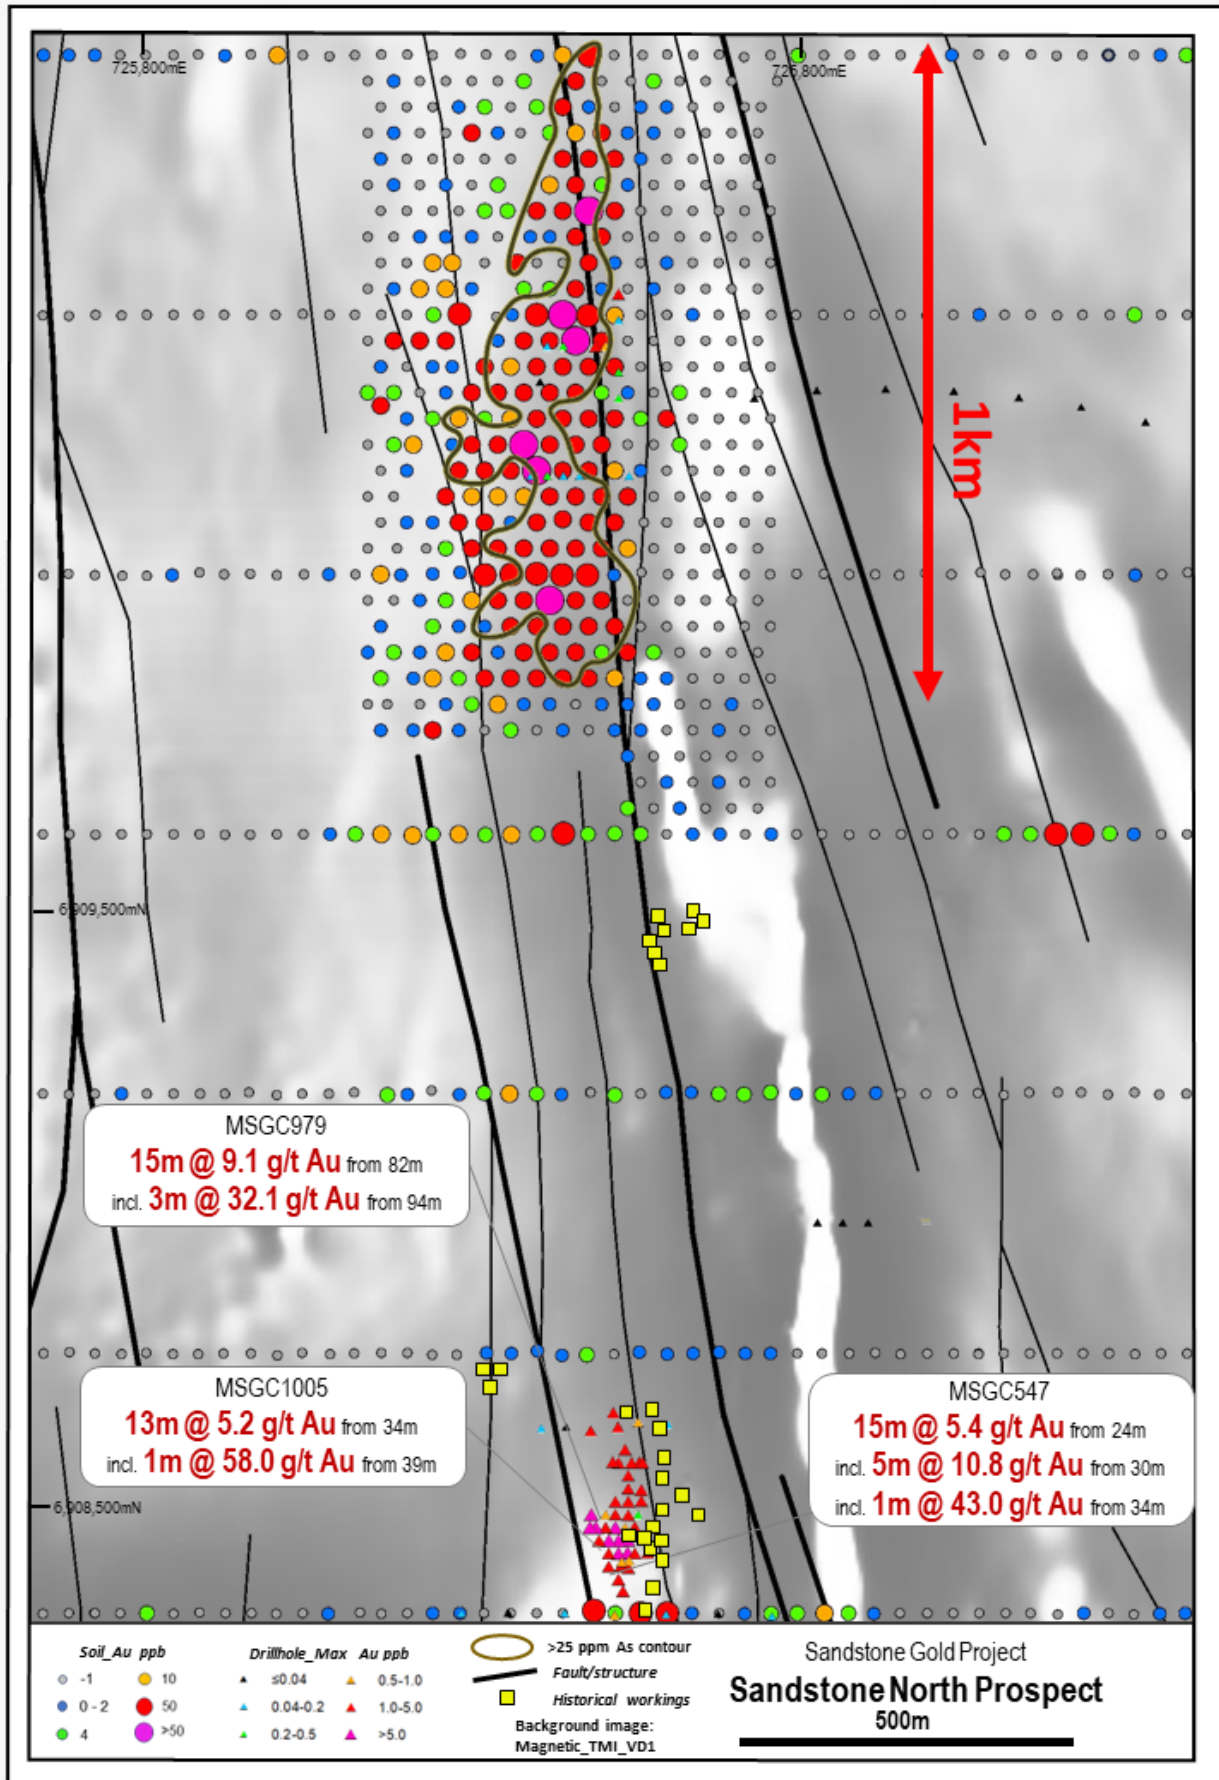 725,800mE
726,800mE
1km
6,909,500mN
MSGC979
15m @ 9.1 g/t Au from 82m
incl. 3m @ 32.1 g/t Au from 94m
MSGC1005
13m @ 5.2 g/t Au from 34m
incl. 1m @ 58.0 g/t Au from 39m
MSGC547
15m @ 5.4 g/t Au from 24m
incl. 5m @ 10.8 g/t Au from 30m
incl. 1m @ 43.0 g/t Au from 34m
6,908,500mN
Soil_Au ppb
-1
0 - 2
4
10
50
>50
Drillhole_Max Au ppb
≤0.04
0.04-0.2
0.2-0.5
0.5-1.0
1.0-5.0
>5.0
>25 ppm As contour
Fault/structure
Historical workings
Background image:
Magnetic_TMI_VD1
Sandstone Gold Project
Sandstone North Prospect
500m